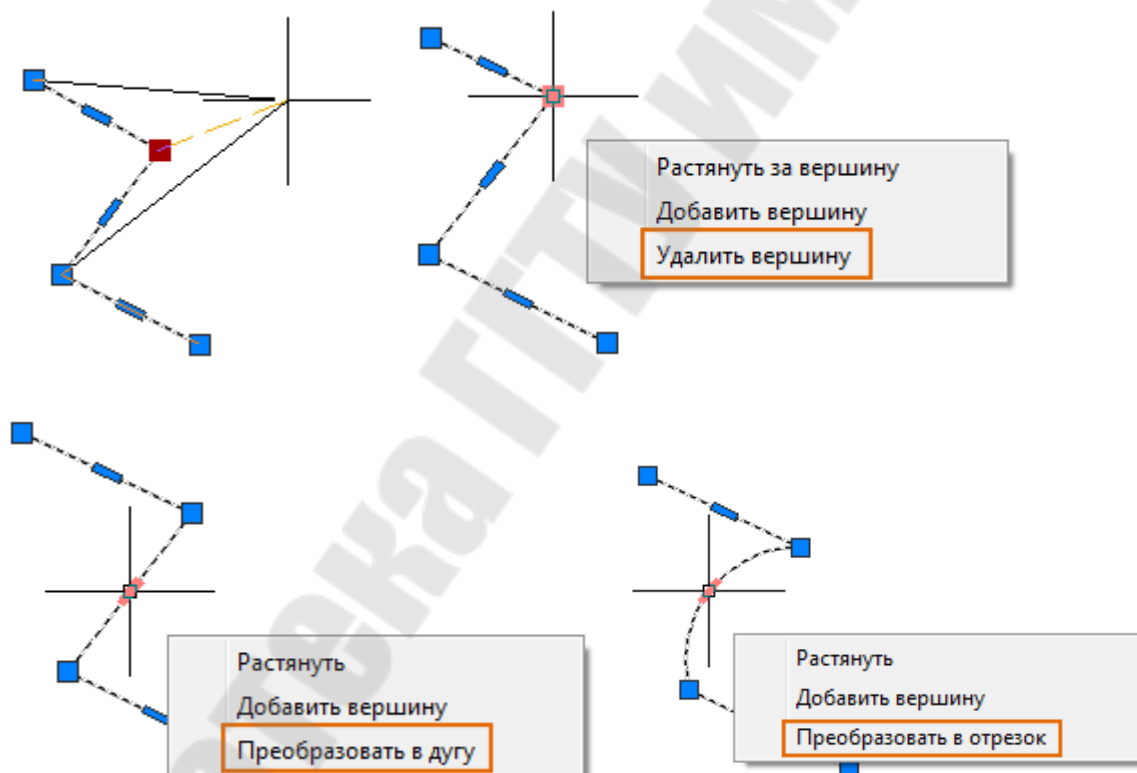 Растянуть за вершину
Добавить вершину
Удалить вершину
Растянуть
Добавить вершину
Преобразовать в дугу
Растянуть
Добавить вершину
Преобразовать в отрезок